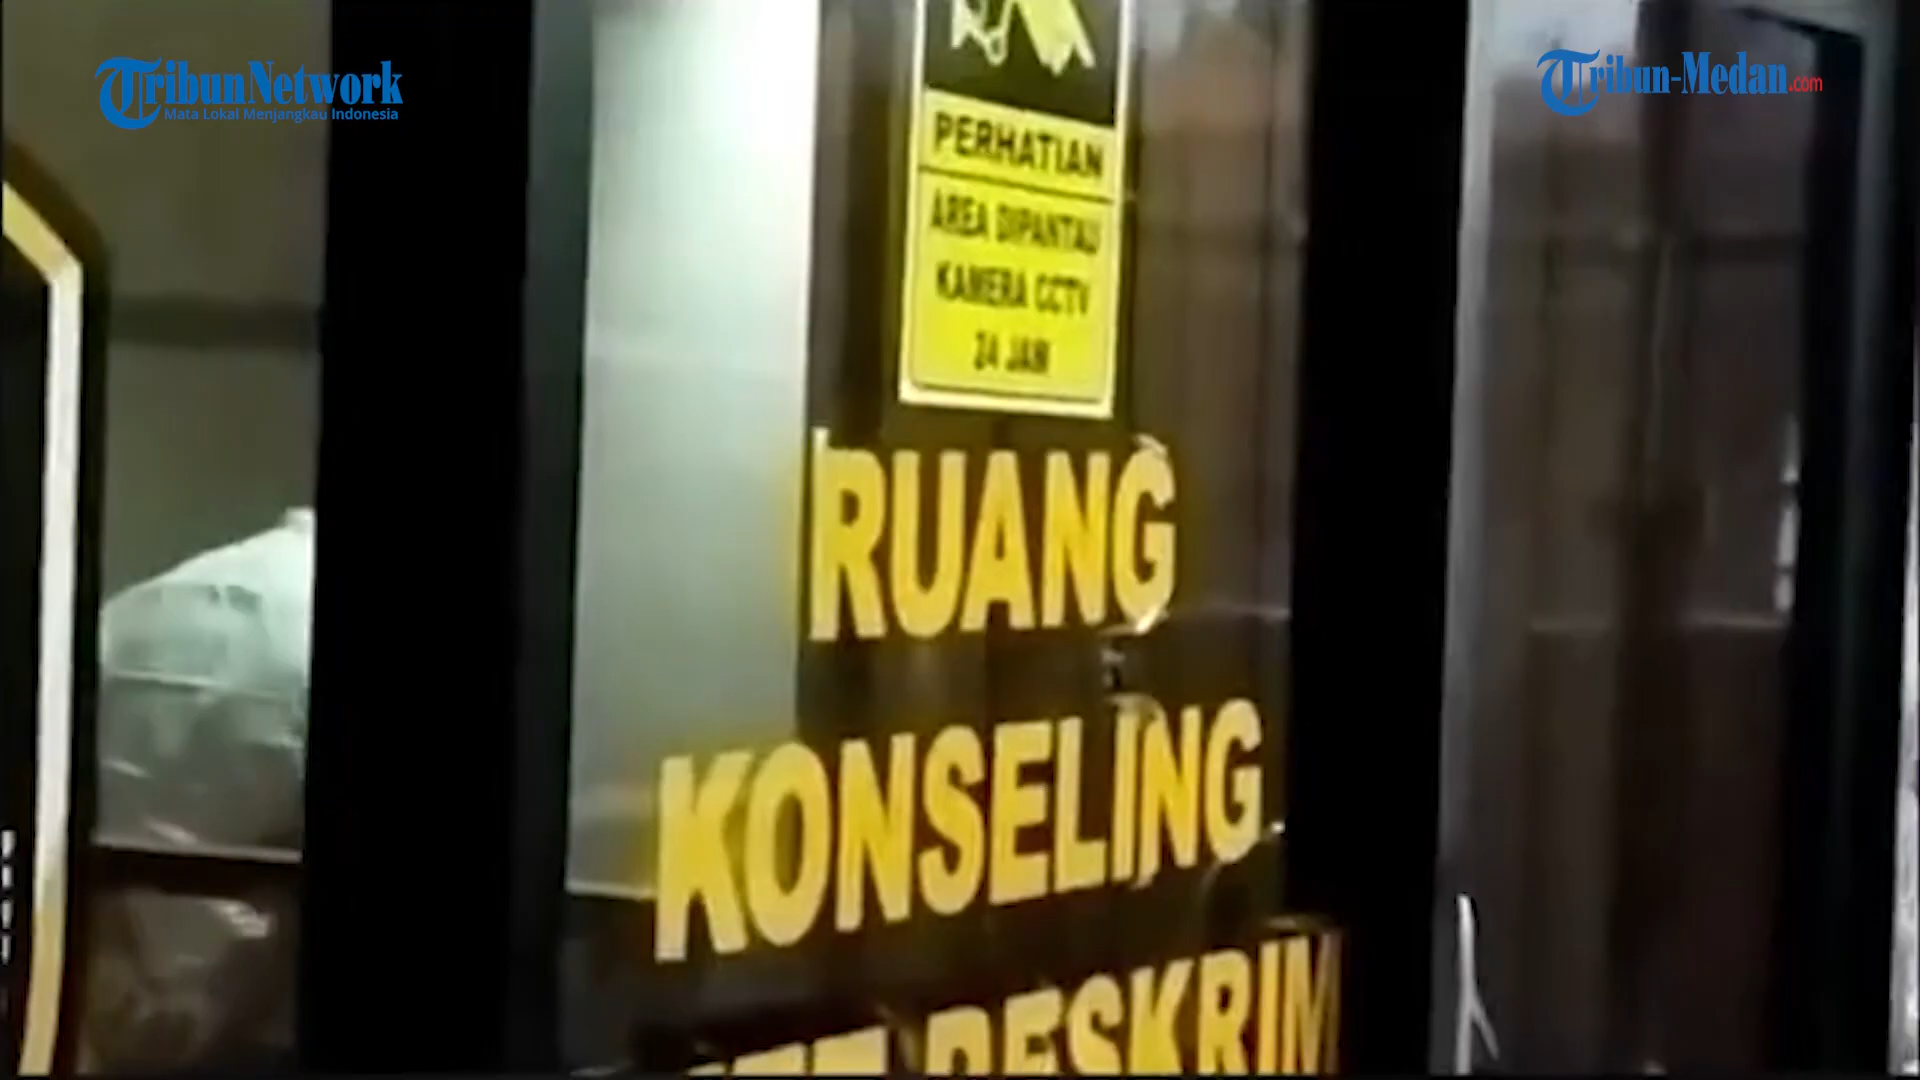 TribunNetwork
Mata Lokal Menjangkau Indonesia
Tribun-Medan.com
PERHATIAN
AREA DIPANTAU
KAMERA CCTV
24 JAM
RUANG
KONSELING
RESKRIM